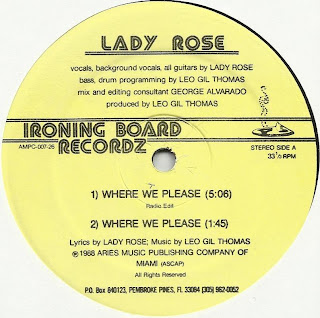 LADY ROSE
vocals, background vocals, all guitars by LADY ROSE
bass, drum programming by LEO GIL THOMAS
mix and editing consultant GEORGE ALVARADO
produced by LEO GIL THOMAS
IRONING BOARD
RECORDZ
AMPC-007-26
STEREO SIDE A
33⅓ RPM
1) WHERE WE PLEASE (5:06)
Radio Edit
2) WHERE WE PLEASE (1:45)
Lyrics by LADY ROSE; Music by LEO GIL THOMAS
℗1988 ARIES MUSIC PUBLISHING COMPANY OF
MIAMI (ASCAP)
All Rights Reserved
P.O. Box 840123, PEMBROKE PINES, Fl. 33084 (305) 962-0052